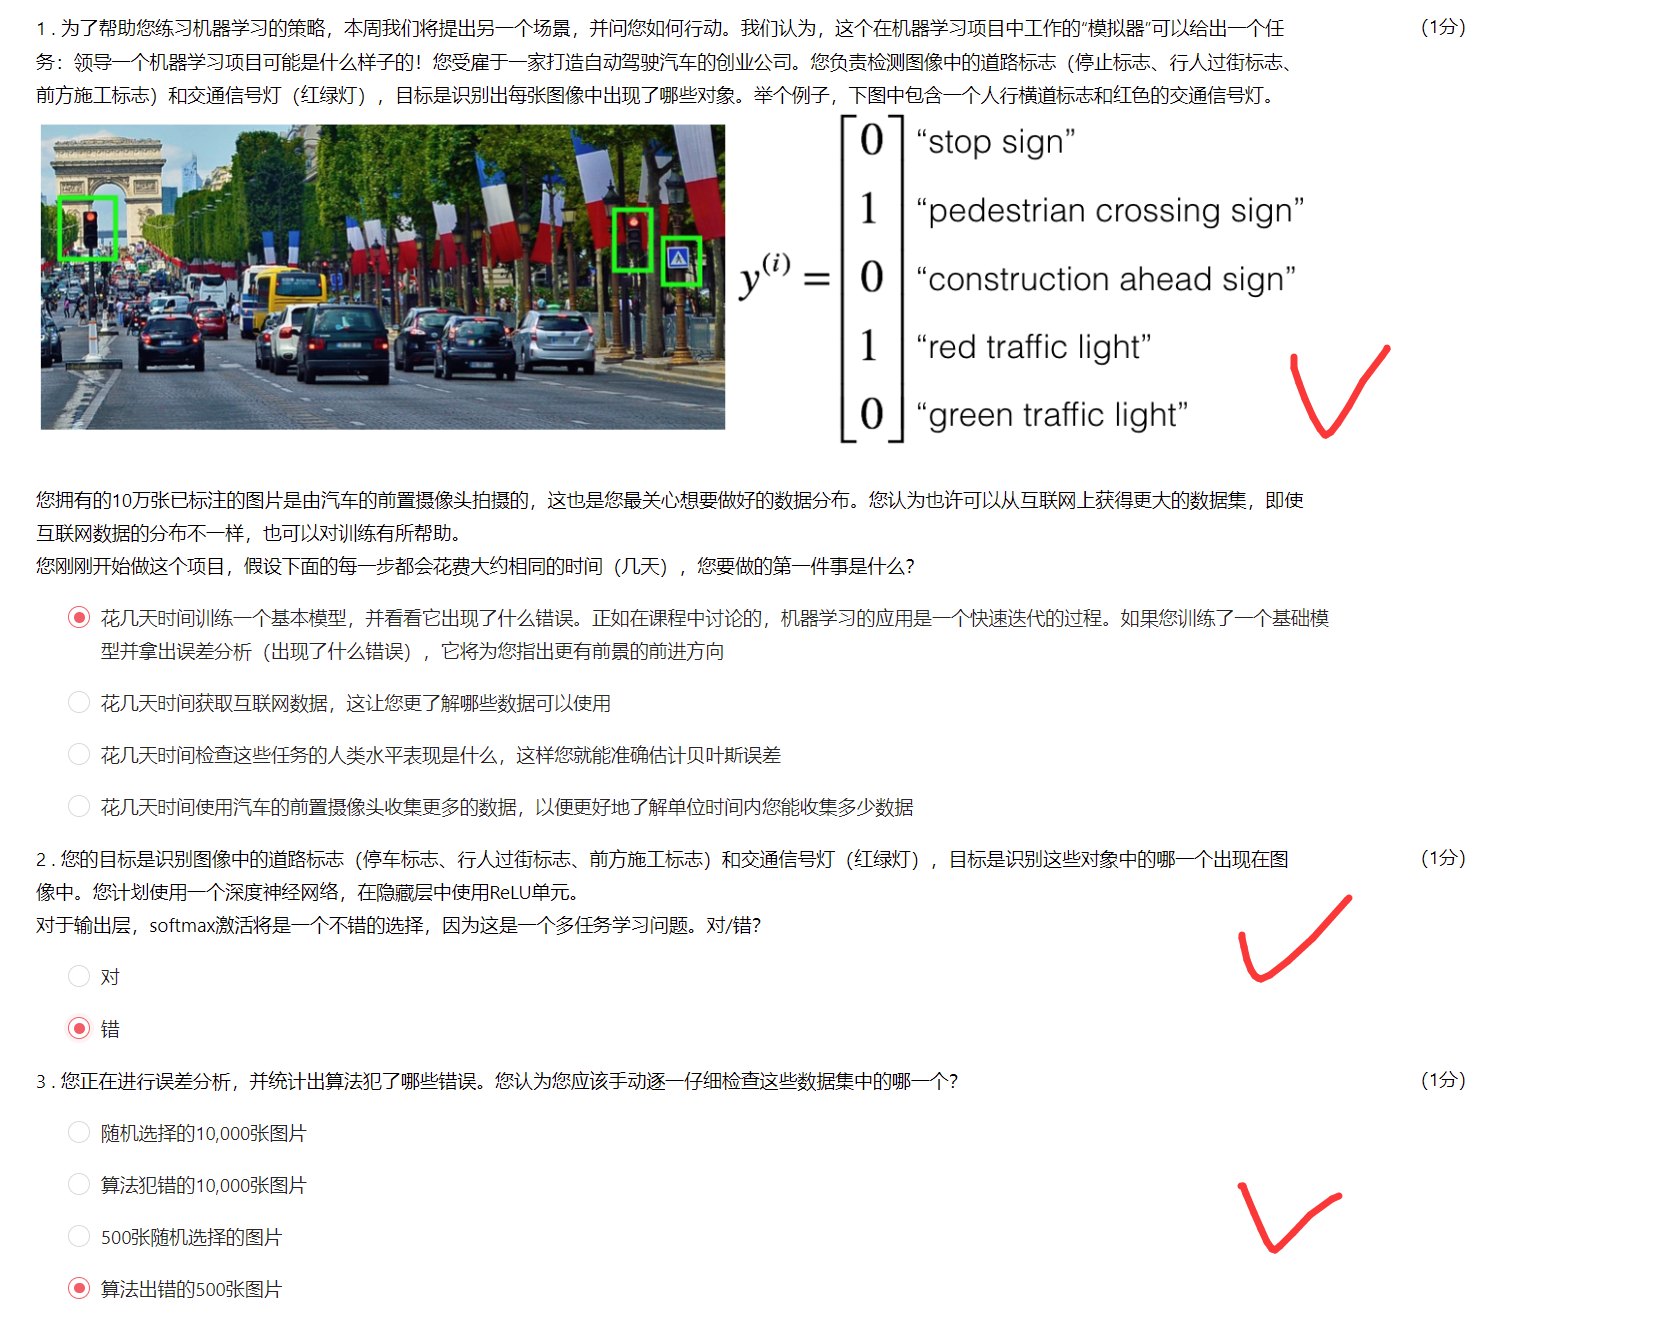 1 . 为了帮助您练习机器学习的策略，本周我们将提出另一个场景，并问您如何行动。我们认为，这个在机器学习项目中工作的“模拟器”可以给出一个任 （1分）
务：领导一个机器学习项目可能是什么样子的！您受雇于一家打造自动驾驶汽车的创业公司。您负责检测图像中的道路标志（停止标志、行人过街标志、
前方施工标志）和交通信号灯（红绿灯），目标是识别出每张图像中出现了哪些对象。举个例子，下图中包含一个人行横道标志和红色的交通信号灯。
0 “stop sign”
1 “pedestrian crossing sign”
y(i) = 0 “construction ahead sign”
1 “red traffic light”
0 “green traffic light”
您拥有的10万张已标注的图片是由汽车的前置摄像头拍摄的，这也是您最关心想要做好的数据分布。您认为也许可以从互联网上获得更大的数据集，即使
互联网数据的分布不一样，也可以对训练有所帮助。
您刚刚开始做这个项目，假设下面的每一步都会花费大约相同的时间（几天），您要做的第一件事是什么？
花几天时间训练一个基本模型，并看看它出现了什么错误。正如在课程中讨论的，机器学习的应用是一个快速迭代的过程。如果您训练了一个基础模
型并拿出误差分析（出现了什么错误），它将为您指出更有前景的前进方向
花几天时间获取互联网数据，这让您更了解哪些数据可以使用
花几天时间检查这些任务的人类水平表现是什么，这样您就能准确估计贝叶斯误差
花几天时间使用汽车的前置摄像头收集更多的数据，以便更好地了解单位时间内您能收集多少数据
2 . 您的目标是识别图像中的道路标志（停车标志、行人过街标志、前方施工标志）和交通信号灯（红绿灯），目标是识别这些对象中的哪一个出现在图 （1分）
像中。您计划使用一个深度神经网络，在隐藏层中使用ReLU单元。
对于输出层，softmax激活将是一个不错的选择，因为这是一个多任务学习问题。对/错？
对
错
3 . 您正在进行误差分析，并统计出算法犯了哪些错误。您认为您应该手动逐一仔细检查这些数据集中的哪一个？ （1分）
随机选择的10,000张图片
算法犯错的10,000张图片
500张随机选择的图片
算法出错的500张图片